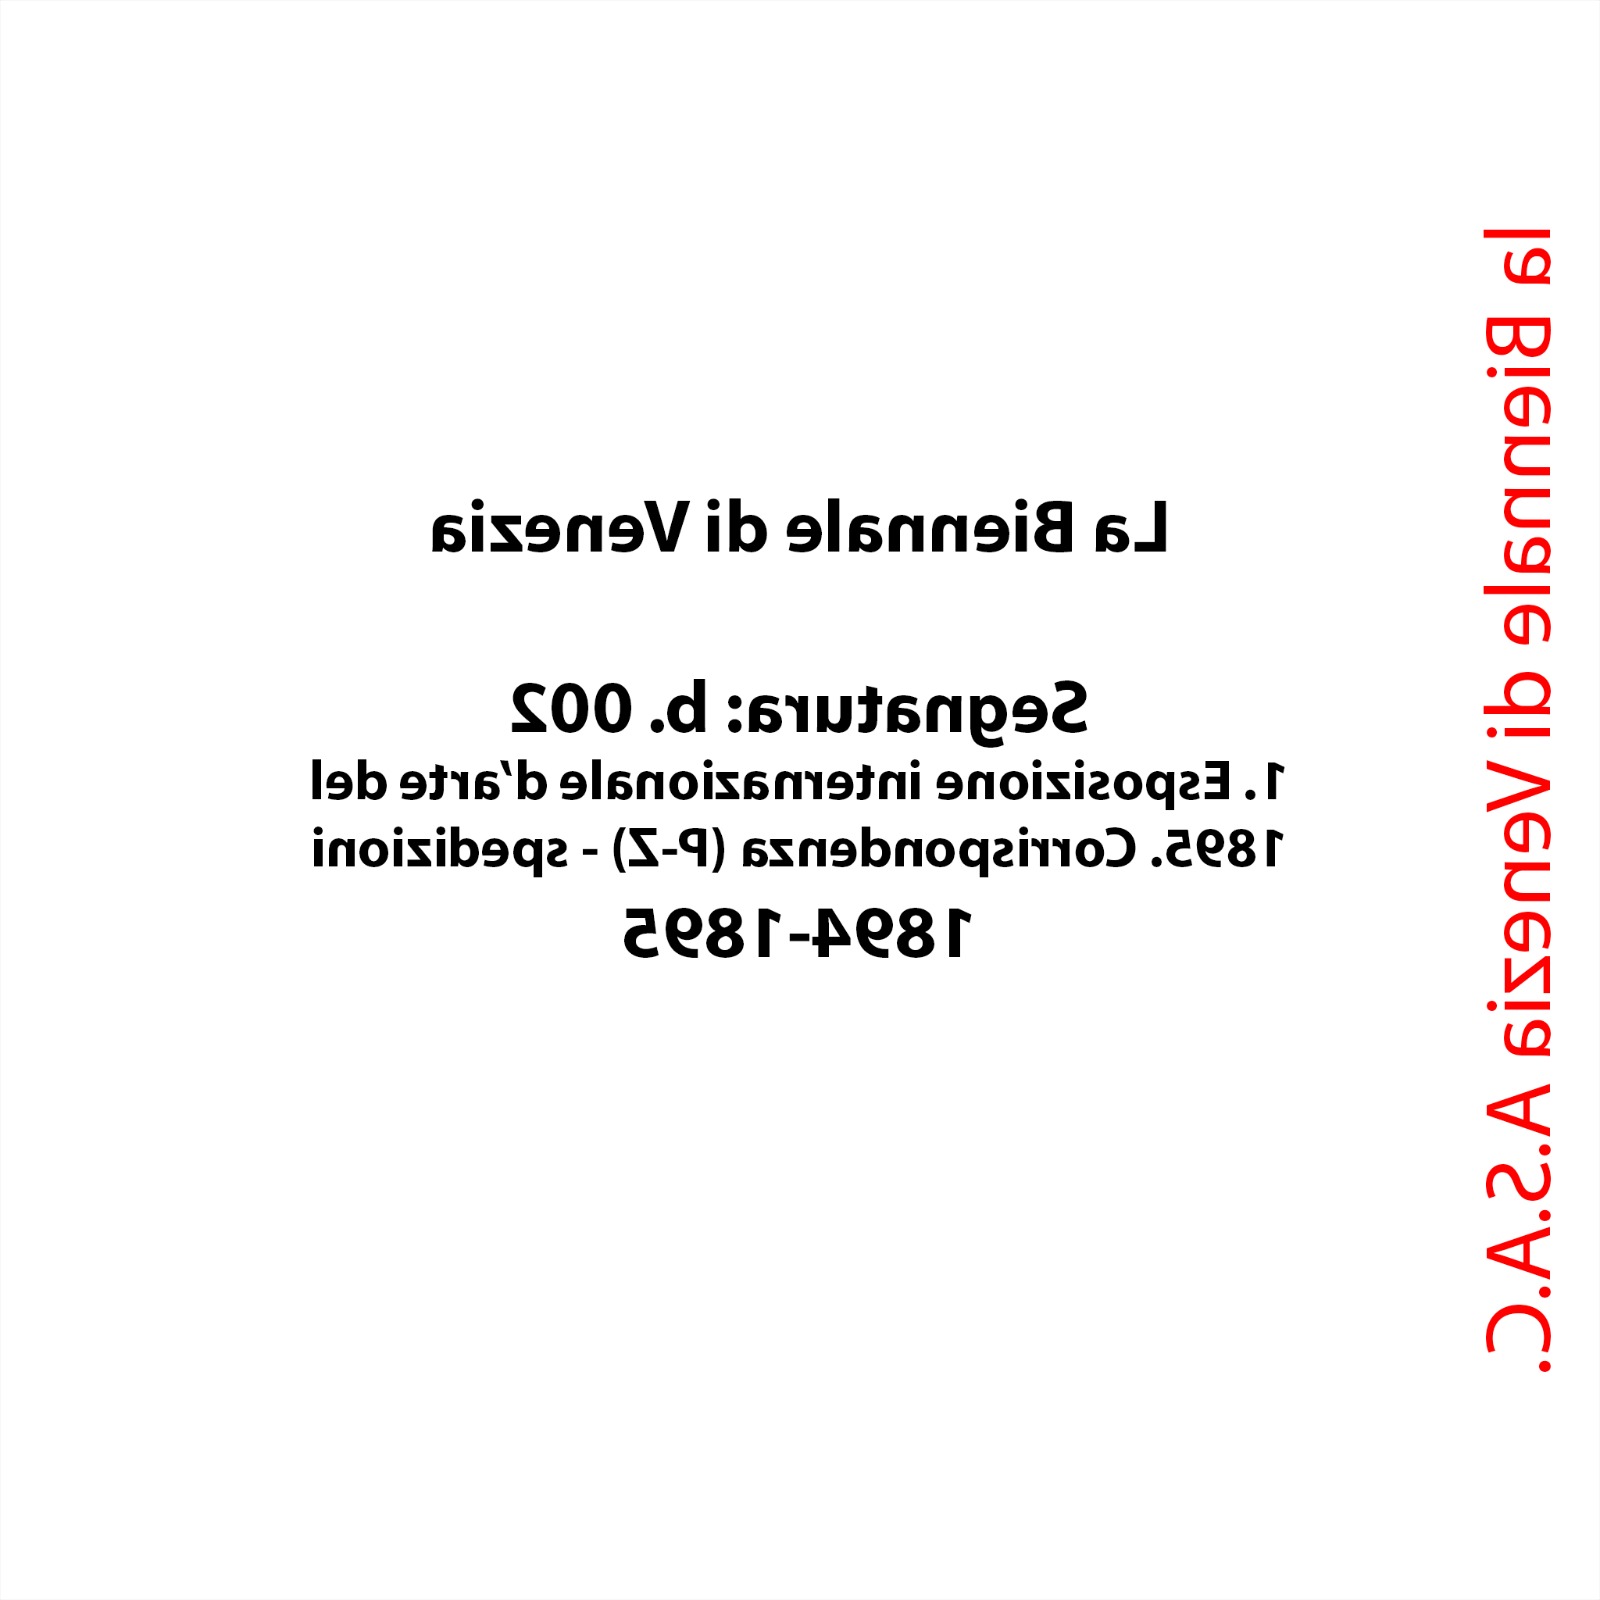 La Biennale di Venezia
Segnatura: b. 002
1. Esposizione internazionale d'arte del
1895. Corrispondenza (P-Z) - spedizioni
1894-1895
la Biennale di Venezia A.S.A.C.